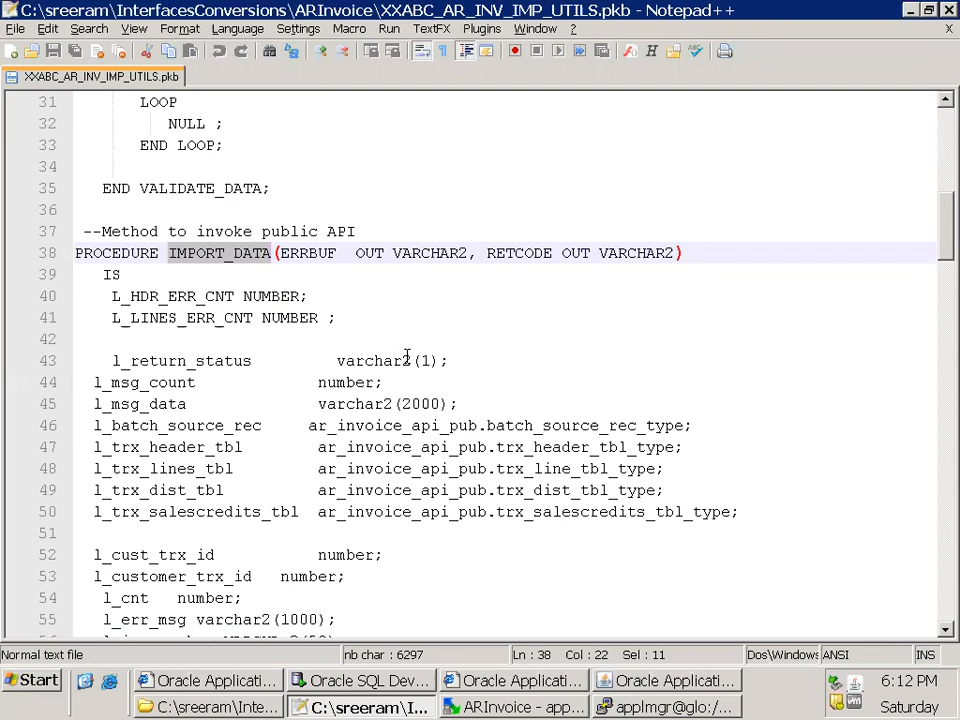 C:\sreeram\InterfacesConversions\ARInvoice\XXABC_AR_INV_IMP_UTILS.pkb - Notepad++
File Edit Search View Format Language Settings Macro Run TextFX Plugins Window ? X
XXABC_AR_INV_IMP_UTILS.pkb
31 LOOP
32 NULL ;
33 END LOOP;
34
35 END VALIDATE_DATA;
36
37 --Method to invoke public API
38 PROCEDURE IMPORT_DATA(ERRBUF OUT VARCHAR2, RETCODE OUT VARCHAR2)
39 IS
40 L_HDR_ERR_CNT NUMBER;
41 L_LINES_ERR_CNT NUMBER ;
42
43 l_return_status varchar2(1);
44 l_msg_count number;
45 l_msg_data varchar2(2000);
46 l_batch_source_rec ar_invoice_api_pub.batch_source_rec_type;
47 l_trx_header_tbl ar_invoice_api_pub.trx_header_tbl_type;
48 l_trx_lines_tbl ar_invoice_api_pub.trx_line_tbl_type;
49 l_trx_dist_tbl ar_invoice_api_pub.trx_dist_tbl_type;
50 l_trx_salescredits_tbl ar_invoice_api_pub.trx_salescredits_tbl_type;
51
52 l_cust_trx_id number;
53 l_customer_trx_id number;
54 l_cnt number;
55 l_err_msg varchar2(1000);
Normal text file nb char : 6297 Ln : 38 Col : 22 Sel : 11 Dos\Windows ANSI INS
Start Oracle Applicati... Oracle SQL Dev... Oracle Applicati... Oracle Applicati... 6:12 PM
C:\sreeram\Inte... C:\sreeram\I... ARInvoice - app... applmgr@glo:/... Saturday